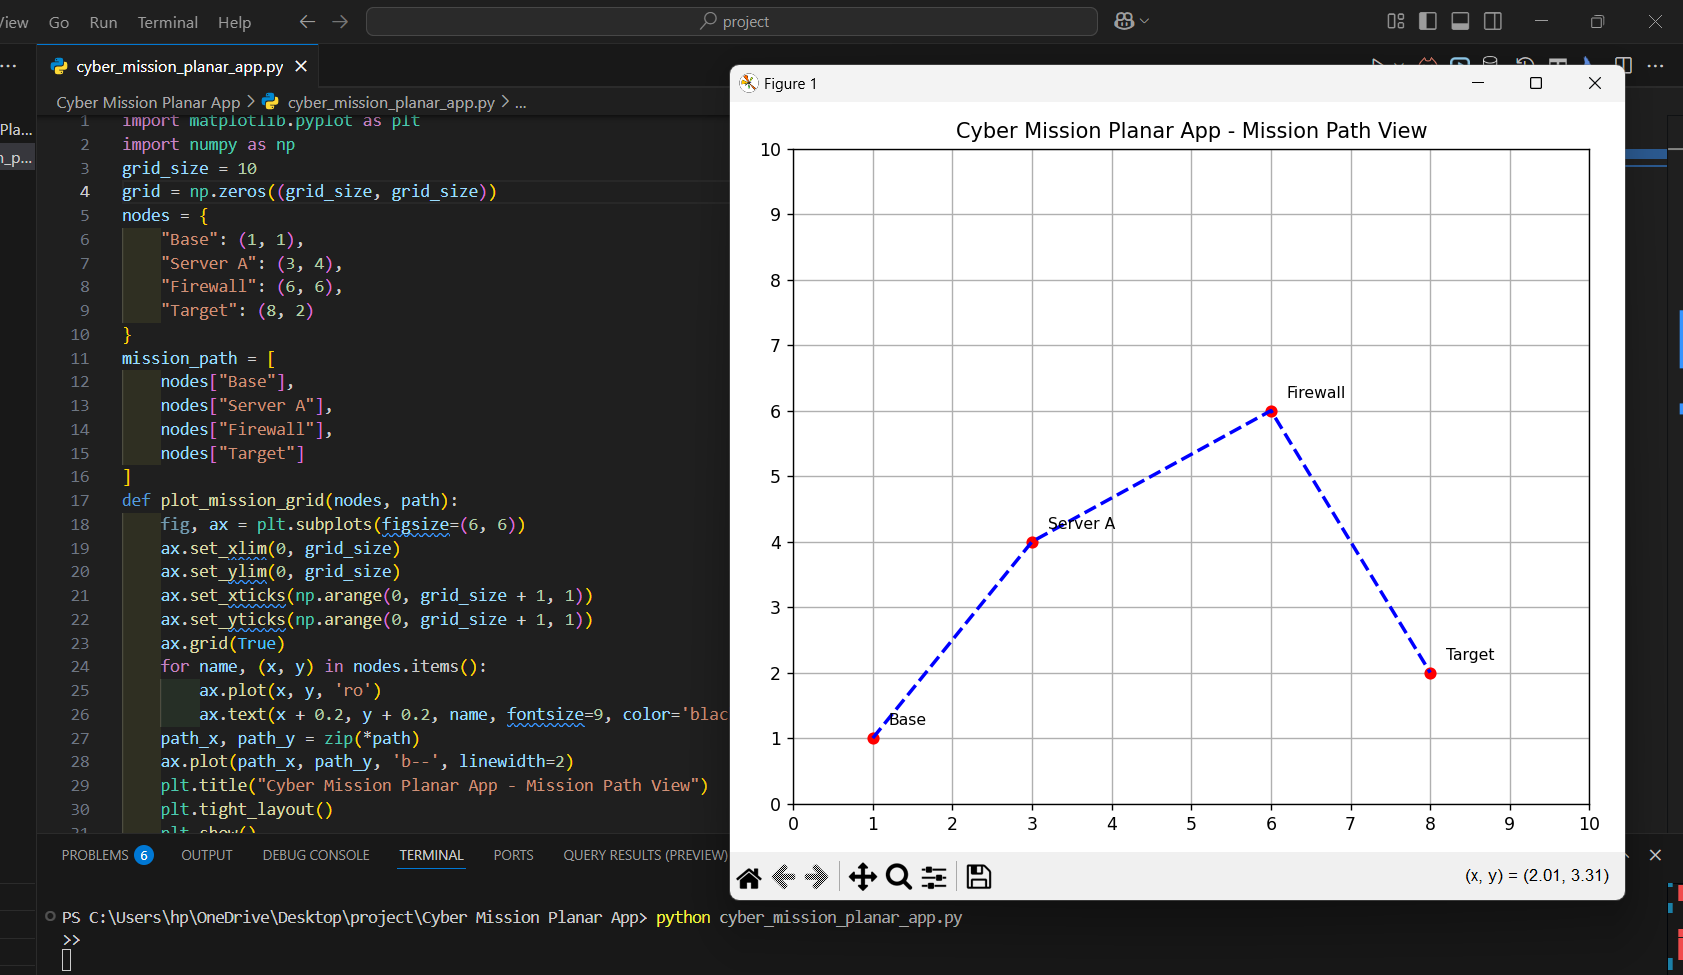 View Go Run Terminal Help
project
Pla...
n_p...
cyber_mission_planar_app.py
Cyber Mission Planar App > cyber_mission_planar_app.py > ...
1 import matplotlib.pyplot as plt
2 import numpy as np
3 grid_size = 10
4 grid = np.zeros((grid_size, grid_size))
5 nodes = {
6 "Base": (1, 1),
7 "Server A": (3, 4),
8 "Firewall": (6, 6),
9 "Target": (8, 2)
10 }
11 mission_path = [
12 nodes["Base"],
13 nodes["Server A"],
14 nodes["Firewall"],
15 nodes["Target"]
16 ]
17 def plot_mission_grid(nodes, path):
18 fig, ax = plt.subplots(figsize=(6, 6))
19 ax.set_xlim(0, grid_size)
20 ax.set_ylim(0, grid_size)
21 ax.set_xticks(np.arange(0, grid_size + 1, 1))
22 ax.set_yticks(np.arange(0, grid_size + 1, 1))
23 ax.grid(True)
24 for name, (x, y) in nodes.items():
25 ax.plot(x, y, 'ro')
26 ax.text(x + 0.2, y + 0.2, name, fontsize=9, color='blac
27 path_x, path_y = zip(*path)
28 ax.plot(path_x, path_y, 'b--', linewidth=2)
29 plt.title("Cyber Mission Planar App - Mission Path View")
30 plt.tight_layout()
31 plt.show()
Figure 1
Cyber Mission Planar App - Mission Path View
10
9
8
7
6
5
4
3
2
1
0
Firewall
Server A
Target
Base
0 1 2 3 4 5 6 7 8 9 10
(x, y) = (2.01, 3.31)
PROBLEMS 6 OUTPUT DEBUG CONSOLE TERMINAL PORTS QUERY RESULTS (PREVIEW)
PS C:\Users\hp\OneDrive\Desktop\project\Cyber Mission Planar App> python cyber_mission_planar_app.py
>>